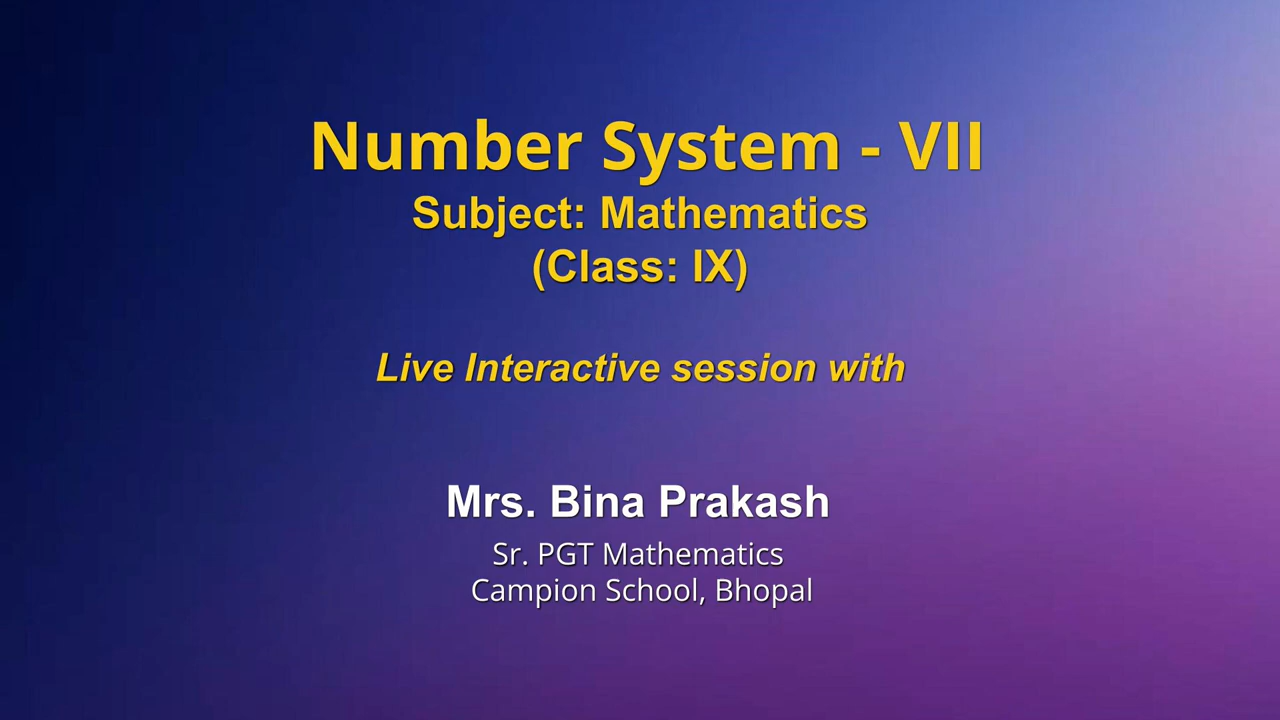 Number System - VII
Subject: Mathematics
(Class: IX)
Live Interactive session with
Mrs. Bina Prakash
Sr. PGT Mathematics
Campion School, Bhopal